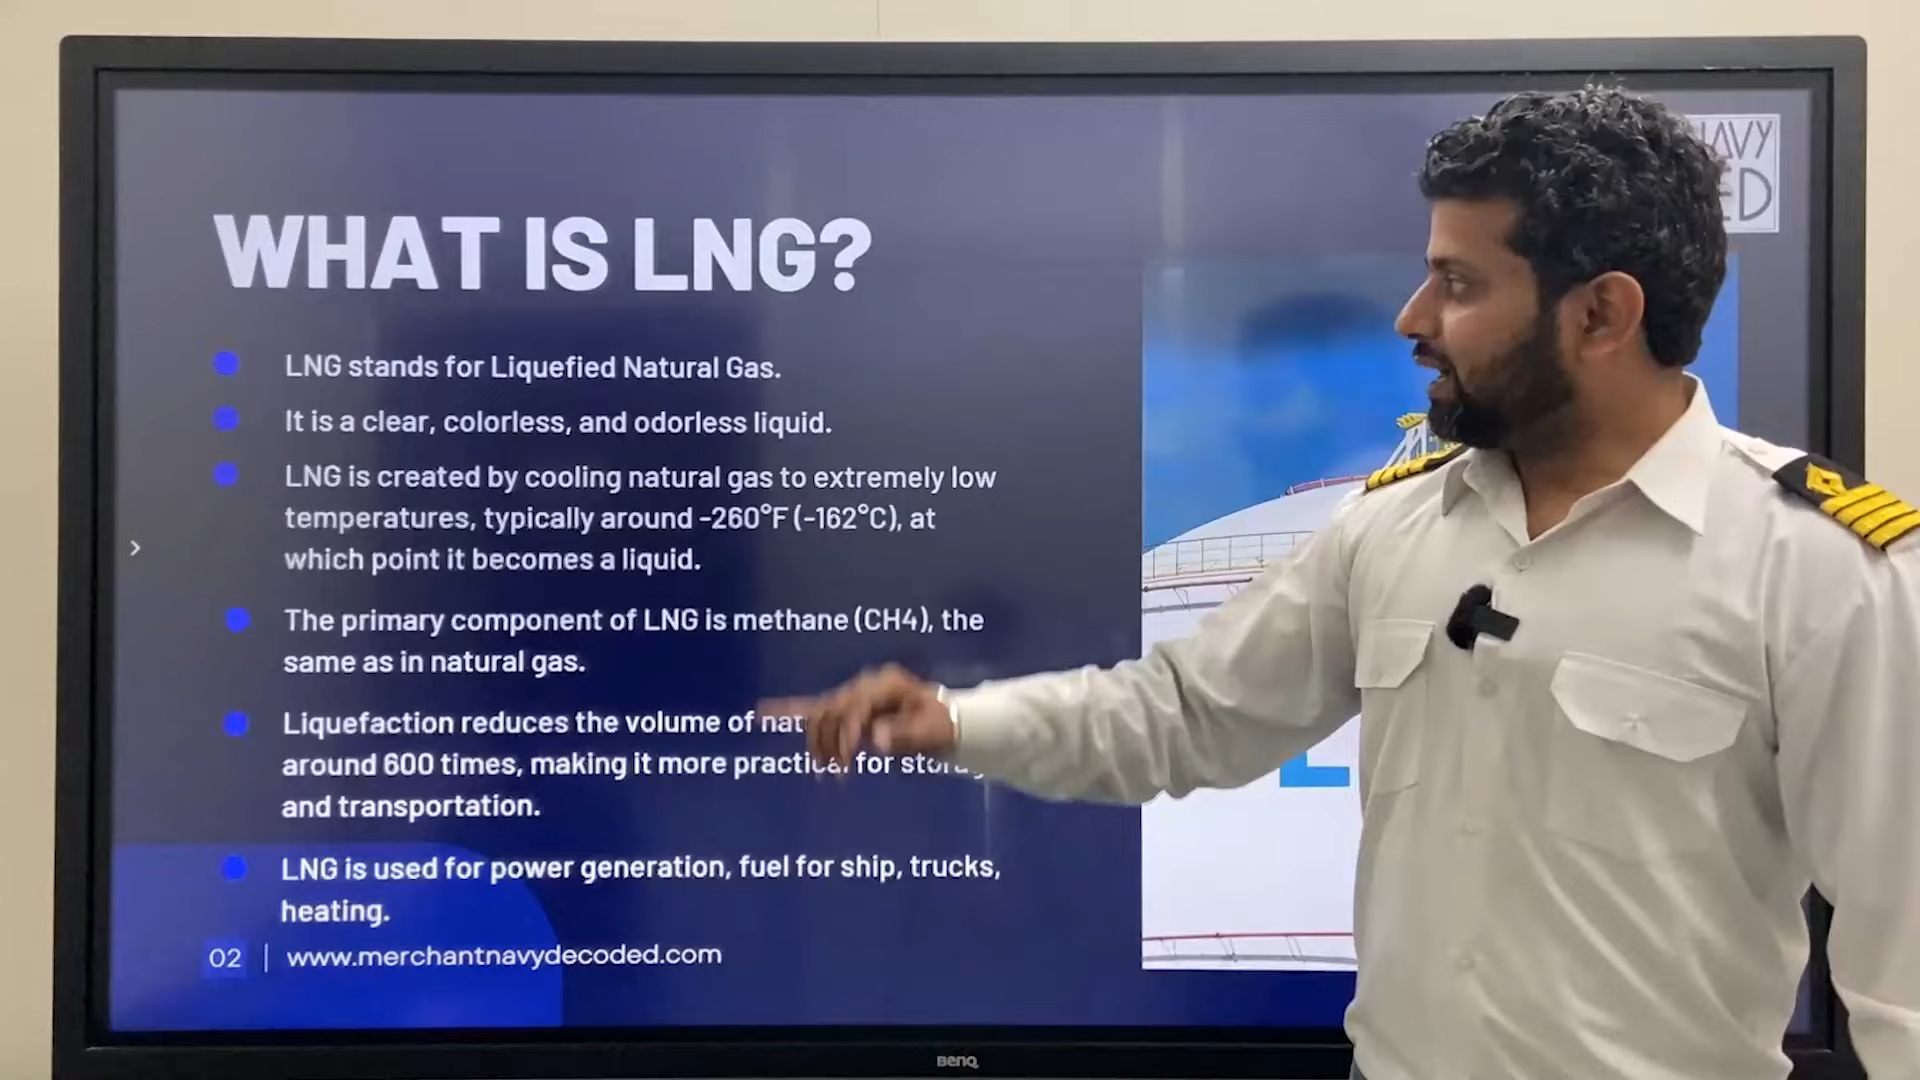 WHAT IS LNG?
LNG stands for Liquefied Natural Gas.
It is a clear, colorless, and odorless liquid.
LNG is created by cooling natural gas to extremely low
temperatures, typically around -260°F (-162°C), at
which point it becomes a liquid.
The primary component of LNG is methane (CH4), the
same as in natural gas.
Liquefaction reduces the volume of
around 600 times, making it more practical for
and transportation.
LNG is used for power generation, fuel for ship, trucks,
heating.
02 | www.merchantnavydecoded.com
BenQ